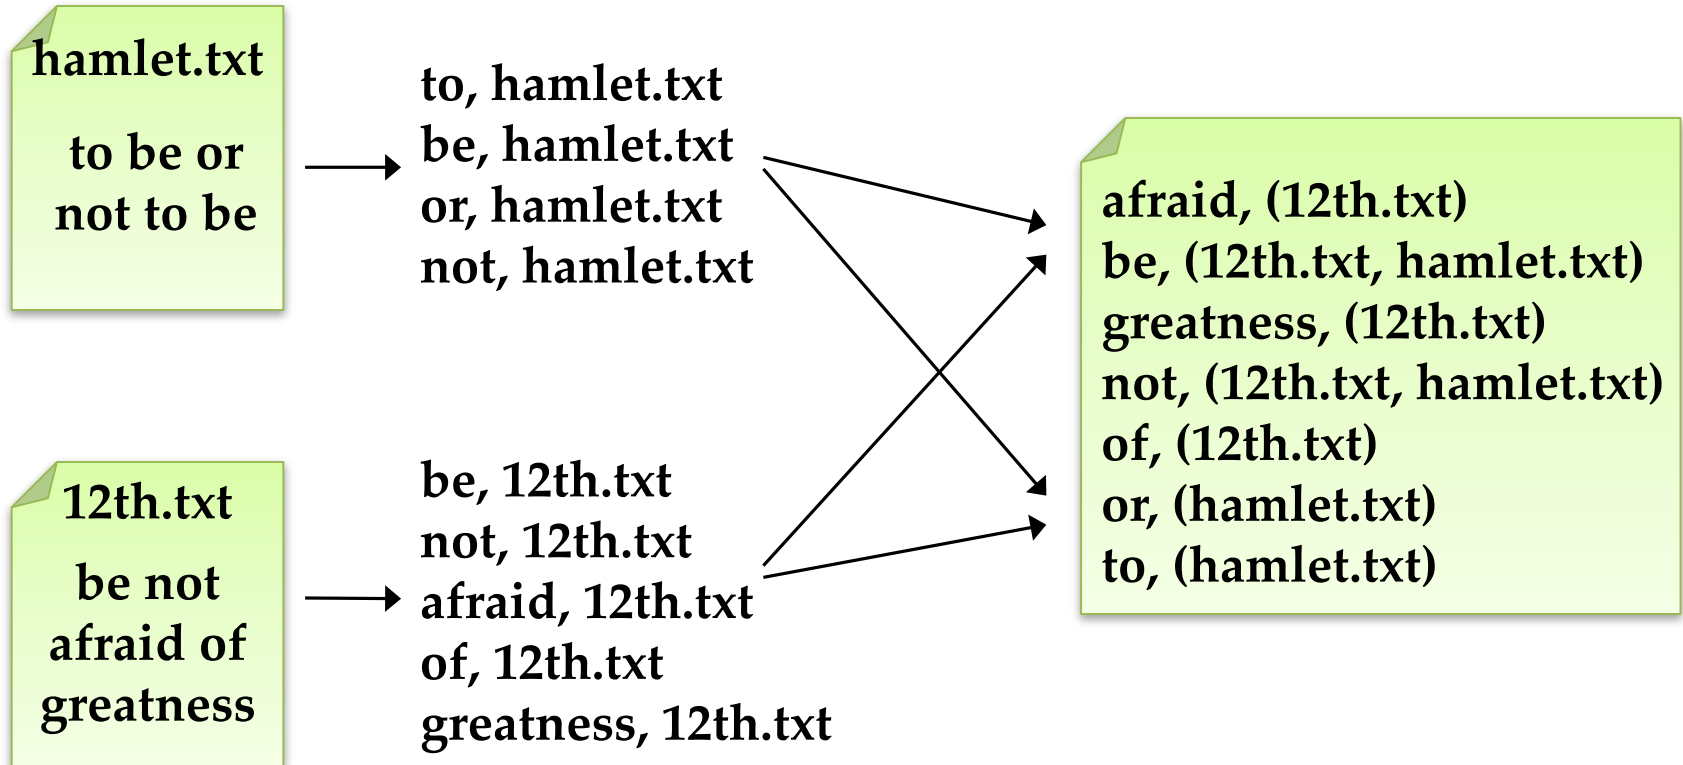 hamlet.txt
to be or
not to be
to, hamlet.txt
be, hamlet.txt
or, hamlet.txt
not, hamlet.txt
12th.txt
be not
afraid of
greatness
be, 12th.txt
not, 12th.txt
afraid, 12th.txt
of, 12th.txt
greatness, 12th.txt
afraid, (12th.txt)
be, (12th.txt, hamlet.txt)
greatness, (12th.txt)
not, (12th.txt, hamlet.txt)
of, (12th.txt)
or, (hamlet.txt)
to, (hamlet.txt)